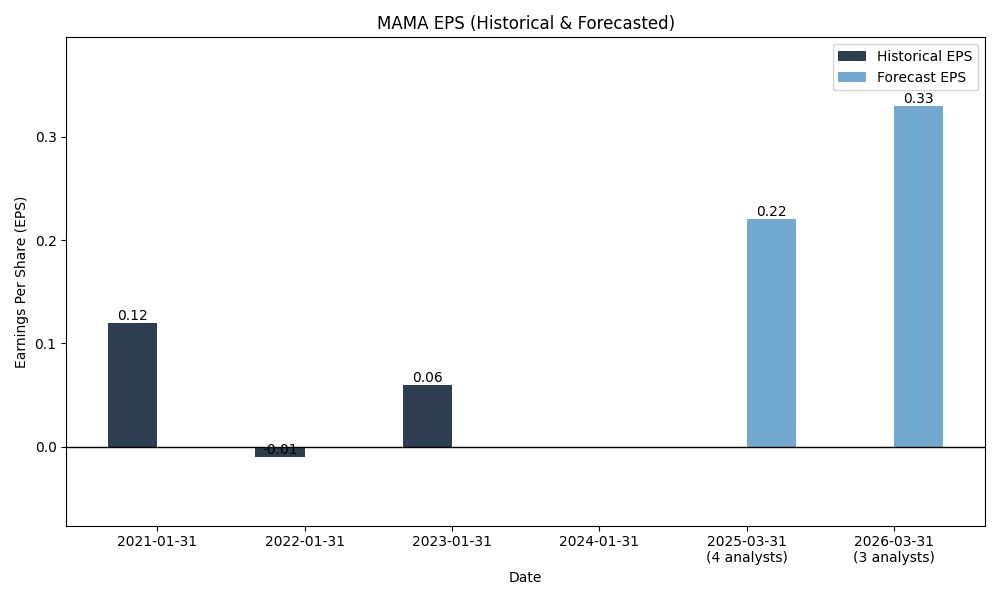 MAMA EPS (Historical & Forecasted)
Historical EPS
Forecast EPS
Earnings Per Share (EPS)
0.3
0.2
0.1
0.0
0.12
-0.01
0.06
0.22
0.33
2021-01-31
2022-01-31
2023-01-31
2024-01-31
2025-03-31
(4 analysts)
2026-03-31
(3 analysts)
Date